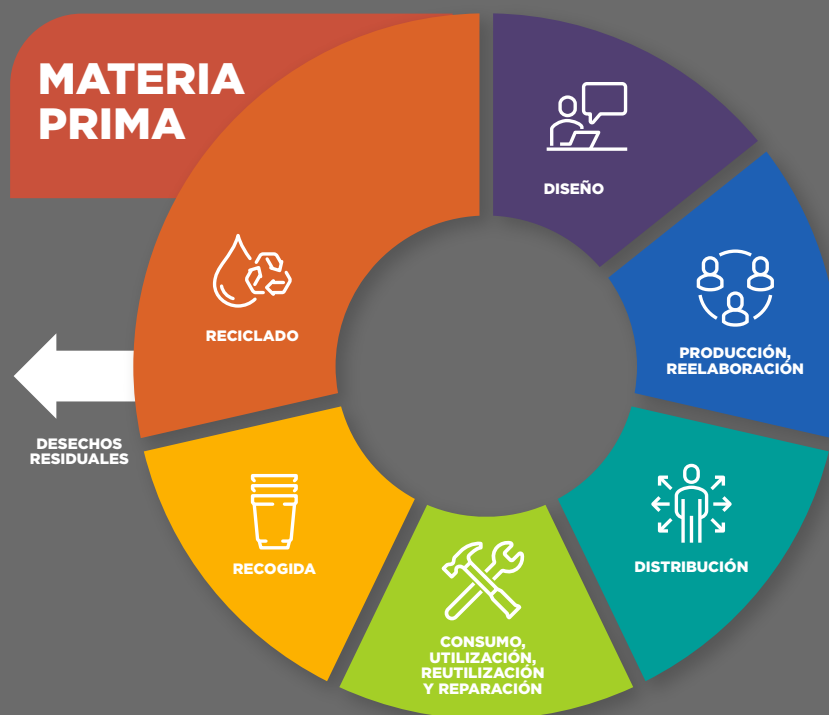 MATERIA
PRIMA
DISEÑO
PRODUCCIÓN,
REELABORACIÓN
DISTRIBUCIÓN
CONSUMO,
UTILIZACIÓN,
REUTILIZACIÓN
Y REPARACIÓN
RECOGIDA
RECICLADO
DESECHOS
RESIDUALES